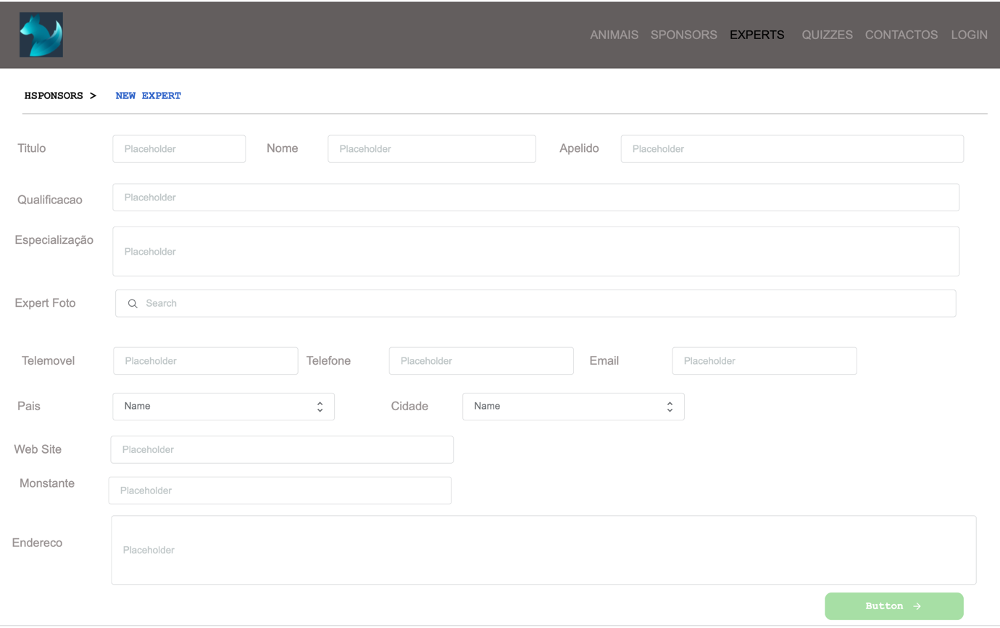 ANIMAIS SPONSORS EXPERTS QUIZZES CONTACTOS LOGIN
HSPONSORS > NEW EXPERT
Titulo Placeholder Nome Placeholder Apelido Placeholder
Qualificacao Placeholder
Especialização Placeholder
Expert Foto Search
Telemovel Placeholder Telefone Placeholder Email Placeholder
Pais Name Cidade Name
Web Site Placeholder
Monstante Placeholder
Endereco Placeholder
Button →